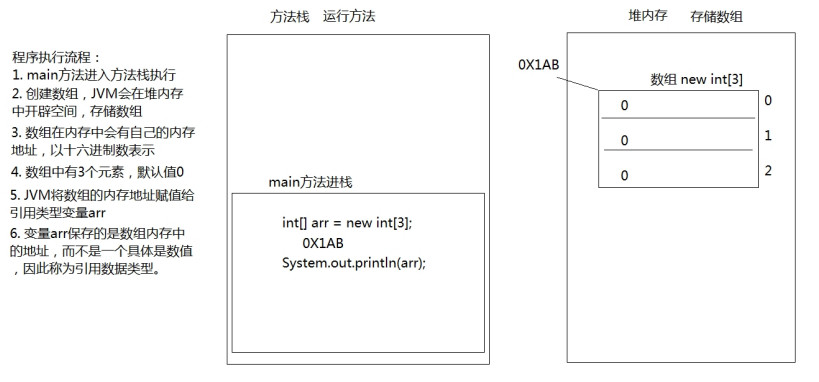 方法栈 运行方法
堆内存 存储数组
程序执行流程：
1. main方法进入方法栈执行
2. 创建数组，JVM会在堆内存
中开辟空间，存储数组
3. 数组在内存中会有自己的内存
地址，以十六进制数表示
4. 数组中有3个元素，默认值0
5. JVM将数组的内存地址赋值给
引用类型变量arr
6. 变量arr保存的是数组内存中
的地址，而不是一个具体是数值
，因此称为引用数据类型。
main方法进栈
int[] arr = new int[3];
0X1AB
System.out.println(arr);
0X1AB
数组 new int[3]
0 0
0 1
0 2